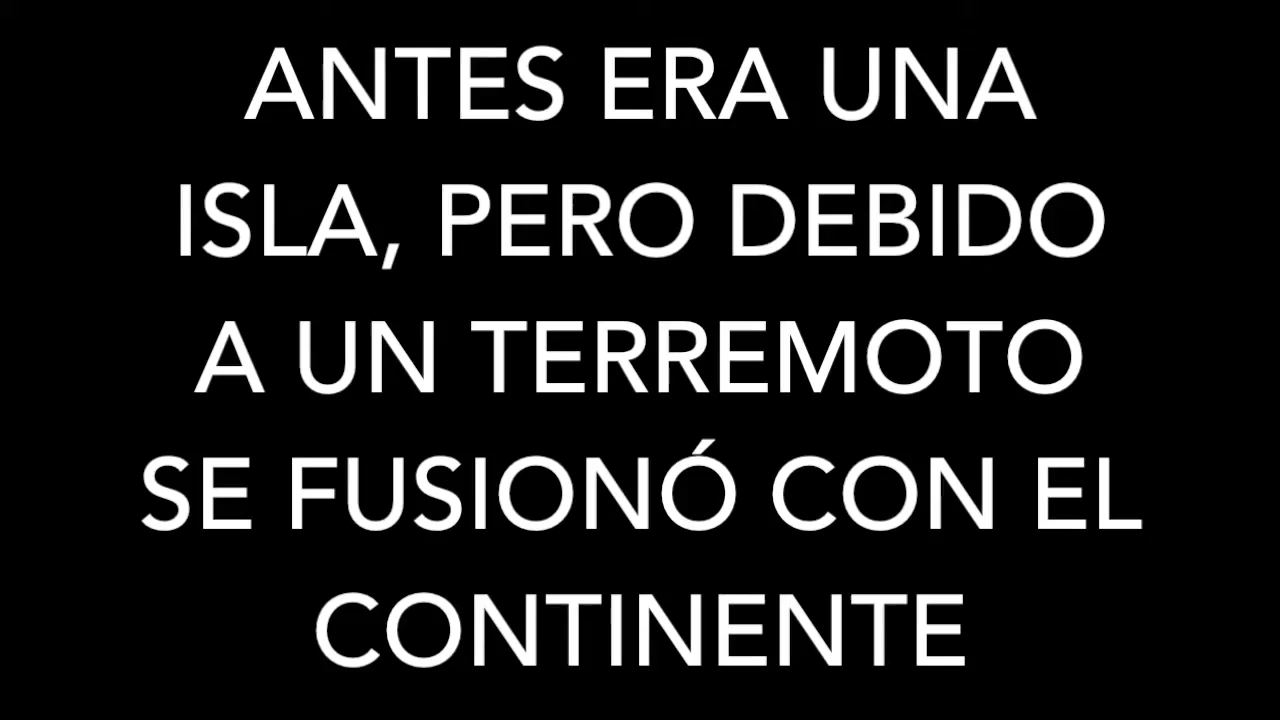 ANTES ERA UNA
ISLA, PERO DEBIDO
A UN TERREMOTO
SE FUSIONÓ CON EL
CONTINENTE